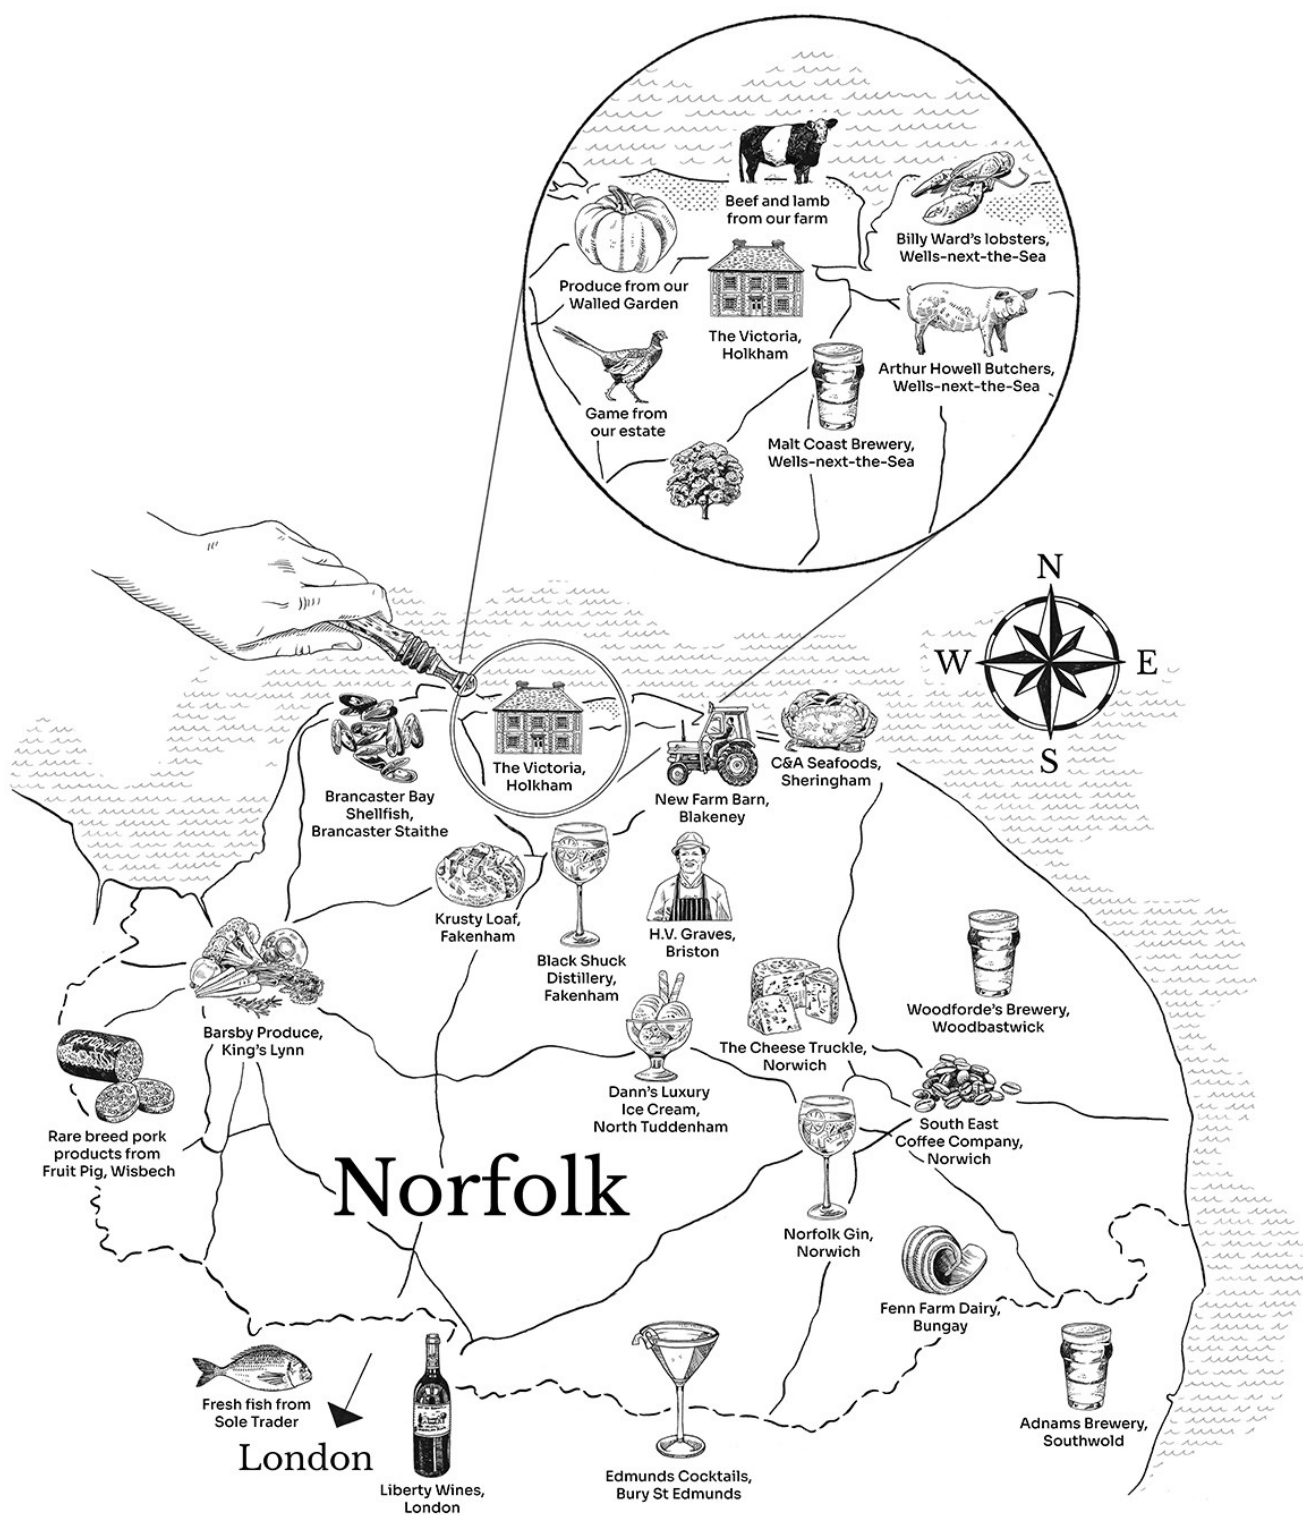 Beef and lamb
from our farm
Billy Ward's lobsters,
Wells-next-the-Sea
Produce from our
Walled Garden
The Victoria,
Holkham
Arthur Howell Butchers,
Wells-next-the-Sea
Game from
our estate
Malt Coast Brewery,
Wells-next-the-Sea
N
W
E
S
The Victoria,
Holkham
C&A Seafoods,
Sheringham
Brancaster Bay
Shellfish,
Brancaster Staithe
New Farm Barn,
Blakeney
Krusty Loaf,
Fakenham
H.V. Graves,
Briston
Black Shuck
Distillery,
Fakenham
Woodforde's Brewery,
Woodbastwick
Barsby Produce,
King's Lynn
The Cheese Truckle,
Norwich
Dann's Luxury
Ice Cream,
North Tuddenham
South East
Coffee Company,
Norwich
Rare breed pork
products from
Fruit Pig, Wisbech
Norfolk
Norfolk Gin,
Norwich
Fenn Farm Dairy,
Bungay
Fresh fish from
Sole Trader
London
Adnams Brewery,
Southwold
Liberty Wines,
London
Edmunds Cocktails,
Bury St Edmunds